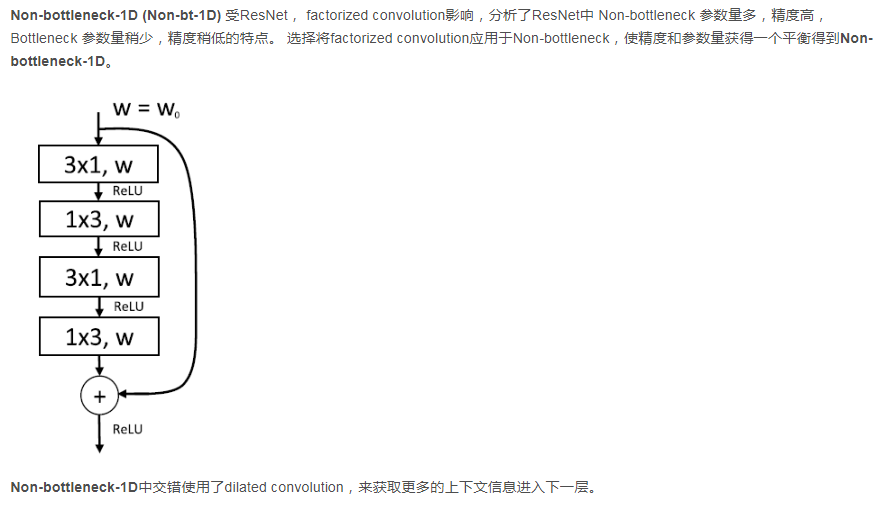 Non-bottleneck-1D (Non-bt-1D) 受ResNet， factorized convolution影响，分析了ResNet中 Non-bottleneck 参数量多，精度高，
Bottleneck 参数量稍少，精度稍低的特点。 选择将factorized convolution应用于Non-bottleneck，使精度和参数量获得一个平衡得到Non-
bottleneck-1D。
W = W₀
3x1, w
ReLU
1x3, w
ReLU
3x1, w
ReLU
1x3, w
+
ReLU
Non-bottleneck-1D中交错使用了dilated convolution，来获取更多的上下文信息进入下一层。